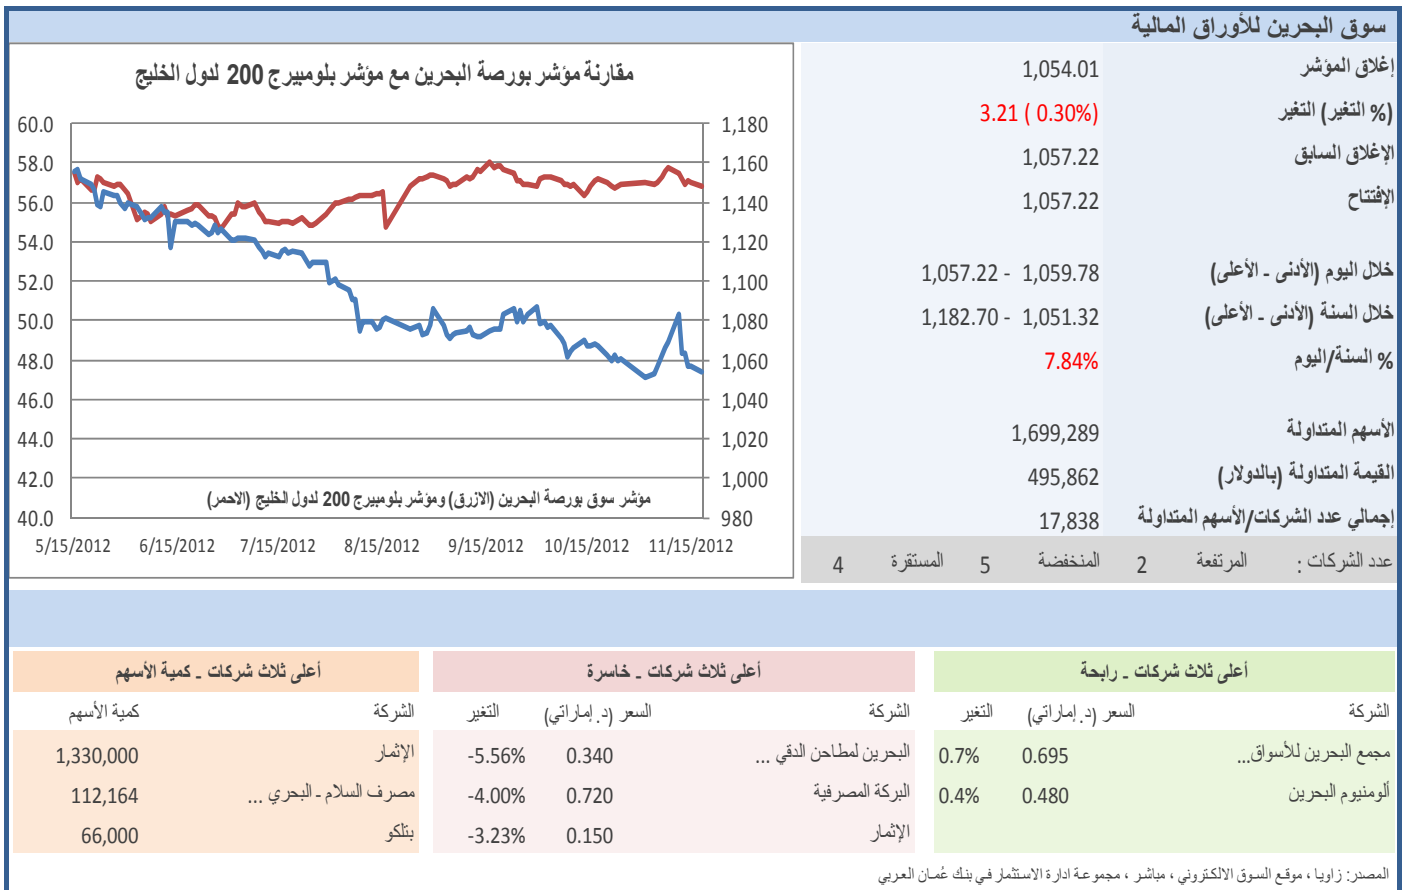 سوق البحرين للأوراق المالية
إغلاق المؤشر 1,054.01
(% التغير) التغير 3.21 ( 0.30%)
الإغلاق السابق 1,057.22
الإفتتاح 1,057.22
خلال اليوم (الأدنى - الأعلى) 1,057.22 - 1,059.78
خلال السنة (الأدنى - الأعلى) 1,182.70 - 1,051.32
% السنة/اليوم 7.84%
الأسهم المتداولة 1,699,289
القيمة المتداولة (بالدولار) 495,862
إجمالي عدد الشركات/الأسهم المتداولة 17,838
عدد الشركات : المرتفعة 2 المنخفضة 5 المستقرة 4
مقارنة مؤشر بورصة البحرين مع مؤشر بلومبيرج 200 لدول الخليج
60.0 1,180
58.0 1,160
56.0 1,140
54.0 1,120
52.0 1,100
50.0 1,080
48.0 1,060
46.0 1,040
44.0 1,020
42.0 1,000
40.0 980
مؤشر سوق بورصة البحرين (الازرق) ومؤشر بلومبيرج 200 لدول الخليج (الاحمر)
5/15/2012 6/15/2012 7/15/2012 8/15/2012 9/15/2012 10/15/2012 11/15/2012
أعلى ثلاث شركات - رابحة
الشركة السعر (د. إماراتي) التغير
مجمع البحرين للأسواق... 0.695 0.7%
ألومنيوم البحرين 0.480 0.4%
أعلى ثلاث شركات - خاسرة
الشركة السعر (د. إماراتي) التغير
البحرين لمطاحن الدقي ... 0.340 -5.56%
البركة المصرفية 0.720 -4.00%
الإثمار 0.150 -3.23%
أعلى ثلاث شركات - كمية الأسهم
الشركة كمية الأسهم
الإثمار 1,330,000
مصرف السلام - البحري ... 112,164
بتلكو 66,000
المصدر: زاويا ، موقع السوق الالكتروني ، مباشر ، مجموعة ادارة الاستثمار في بنك عُمان العربي